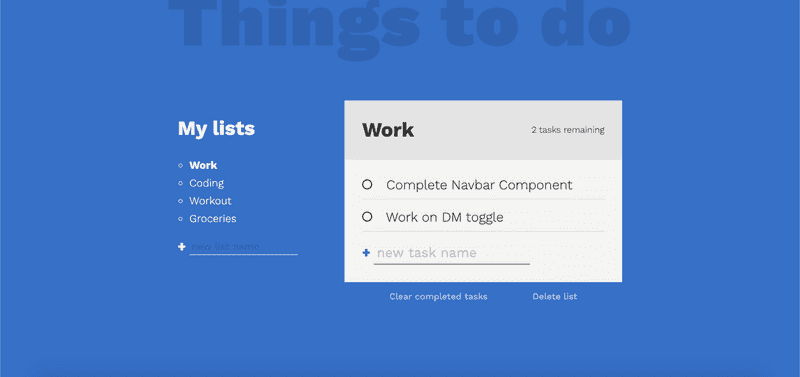 Things to do
My lists
Work
Coding
Workout
Groceries
+ new list name
Work
2 tasks remaining
Complete Navbar Component
Work on DM toggle
+ new task name
Clear completed tasks
Delete list